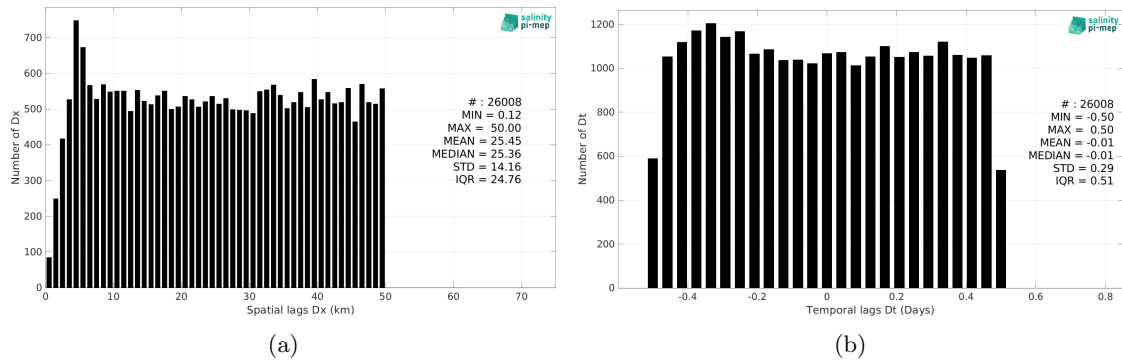 salinity
pi-mep
700
600
500
400
300
200
100
0
Number of Dx
# : 26008
MIN = 0.12
MAX = 50.00
MEAN = 25.45
MEDIAN = 25.36
STD = 14.16
IQR = 24.76
0 10 20 30 40 50 60 70
Spatial lags Dx (km)
(a)
salinity
pi-mep
1200
1000
800
600
400
200
0
Number of Dt
# : 26008
MIN = -0.50
MAX = 0.50
MEAN = -0.01
MEDIAN = -0.01
STD = 0.29
IQR = 0.51
-0.4 -0.2 0 0.2 0.4 0.6 0.8
Temporal lags Dt (Days)
(b)